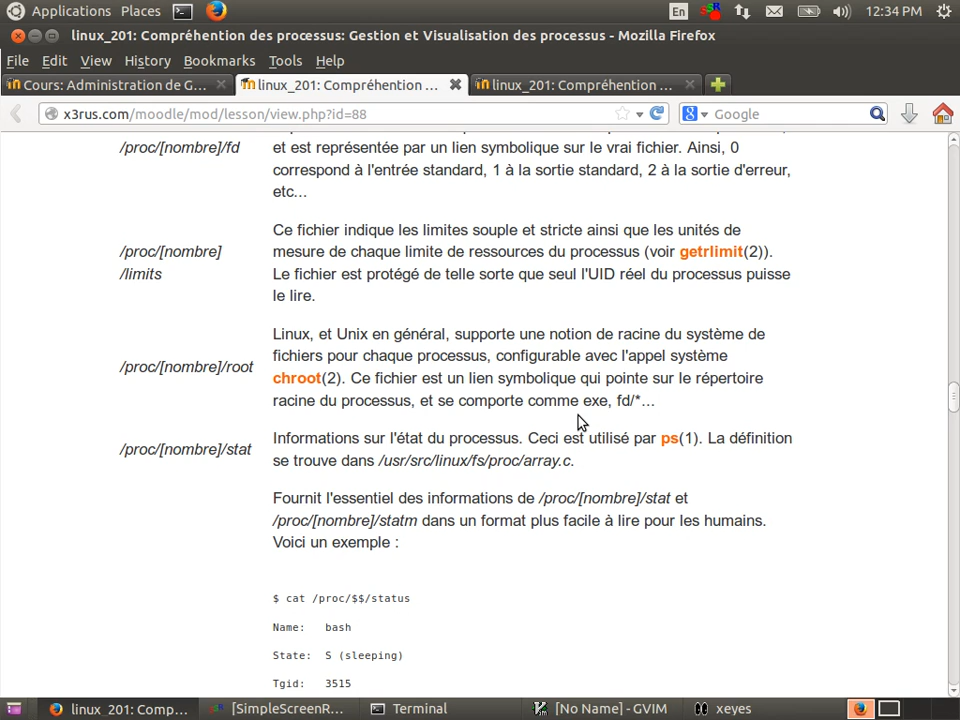 Applications Places En 12:34 PM
linux_201: Compréhention des processus: Gestion et Visualisation des processus - Mozilla Firefox
File Edit View History Bookmarks Tools Help
Cours: Administration de G... linux_201: Compréhention ... linux_201: Compréhention ...
x3rus.com/moodle/mod/lesson/view.php?id=88 Google
/proc/[nombre]/fd
et est représentée par un lien symbolique sur le vrai fichier. Ainsi, 0
correspond à l'entrée standard, 1 à la sortie standard, 2 à la sortie d'erreur,
etc...
/proc/[nombre]
/limits
Ce fichier indique les limites souple et stricte ainsi que les unités de
mesure de chaque limite de ressources du processus (voir getrlimit(2)).
Le fichier est protégé de telle sorte que seul l'UID réel du processus puisse
le lire.
/proc/[nombre]/root
Linux, et Unix en général, supporte une notion de racine du système de
fichiers pour chaque processus, configurable avec l'appel système
chroot(2). Ce fichier est un lien symbolique qui pointe sur le répertoire
racine du processus, et se comporte comme exe, fd/*...
/proc/[nombre]/stat
Informations sur l'état du processus. Ceci est utilisé par ps(1). La définition
se trouve dans /usr/src/linux/fs/proc/array.c.
Fournit l'essentiel des informations de /proc/[nombre]/stat et
/proc/[nombre]/statm dans un format plus facile à lire pour les humains.
Voici un exemple :
$ cat /proc/$$/status
Name: bash
State: S (sleeping)
Tgid: 3515
linux_201: Comp... [SimpleScreenR... Terminal [No Name] - GVIM xeyes